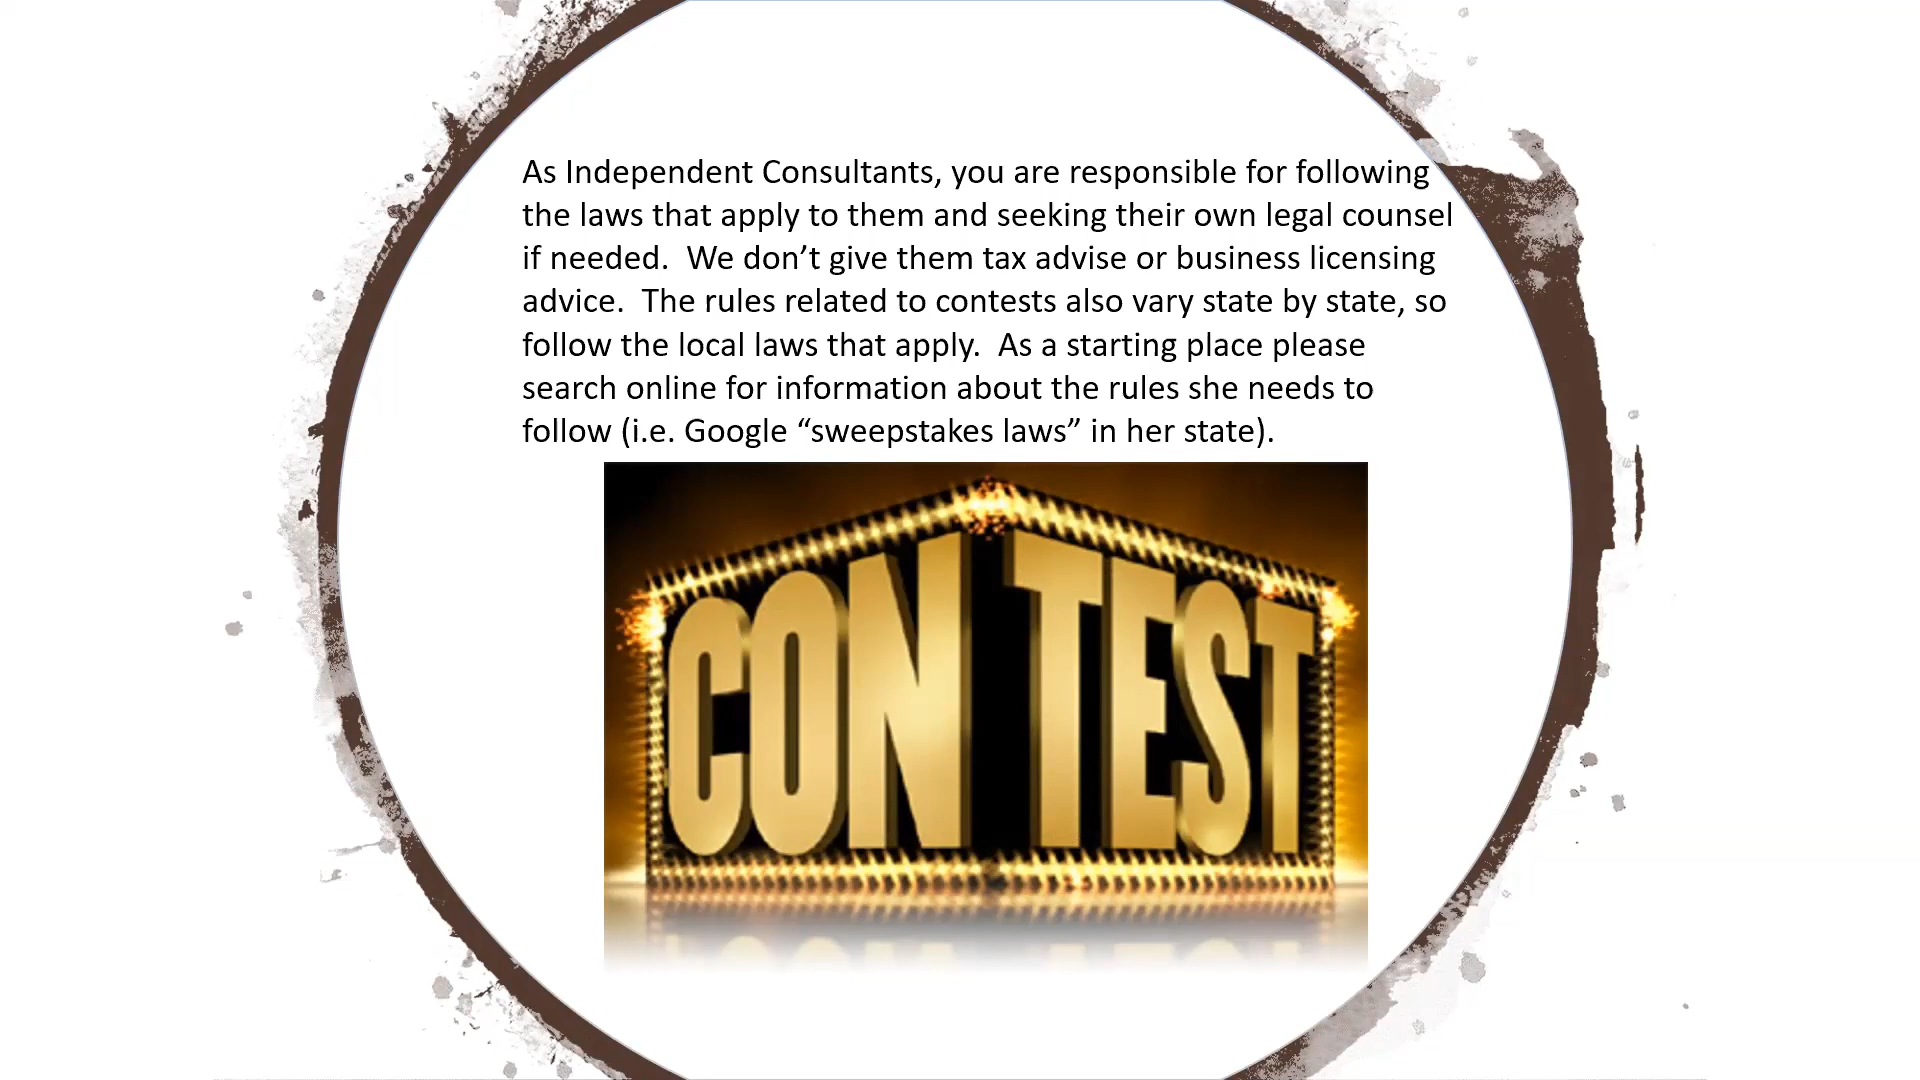 As Independent Consultants, you are responsible for following
the laws that apply to them and seeking their own legal counsel
if needed.  We don’t give them tax advise or business licensing
advice.  The rules related to contests also vary state by state, so
follow the local laws that apply.  As a starting place please
search online for information about the rules she needs to
follow (i.e. Google “sweepstakes laws” in her state).
CONTEST